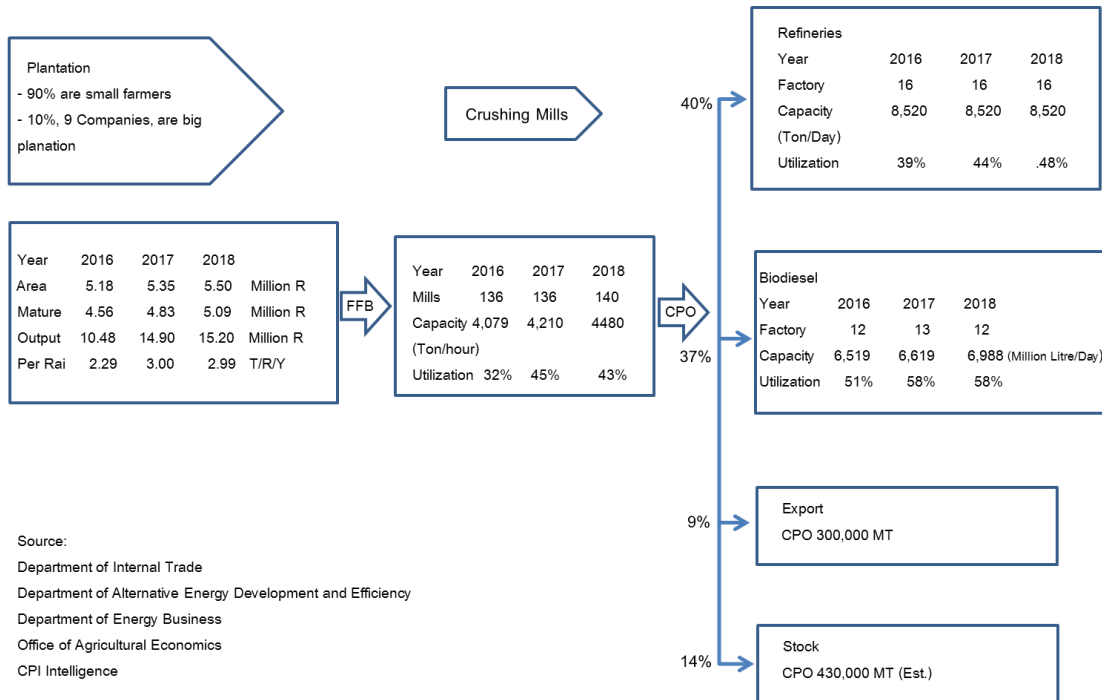 Plantation
- 90% are small farmers
- 10%, 9 Companies, are big
planation
Crushing Mills
Year 2016 2017 2018
Area 5.18 5.35 5.50 Million R
Mature 4.56 4.83 5.09 Million R
Output 10.48 14.90 15.20 Million R
Per Rai 2.29 3.00 2.99 T/R/Y
FFB
Year 2016 2017 2018
Mills 136 136 140
Capacity 4,079 4,210 4480
(Ton/hour)
Utilization 32% 45% 43%
CPO
40%
Refineries
Year 2016 2017 2018
Factory 16 16 16
Capacity 8,520 8,520 8,520
(Ton/Day)
Utilization 39% 44% .48%
37%
Biodiesel
Year 2016 2017 2018
Factory 12 13 12
Capacity 6,519 6,619 6,988 (Million Litre/Day)
Utilization 51% 58% 58%
9%
Export
CPO 300,000 MT
14%
Stock
CPO 430,000 MT (Est.)
Source:
Department of Internal Trade
Department of Alternative Energy Development and Efficiency
Department of Energy Business
Office of Agricultural Economics
CPI Intelligence